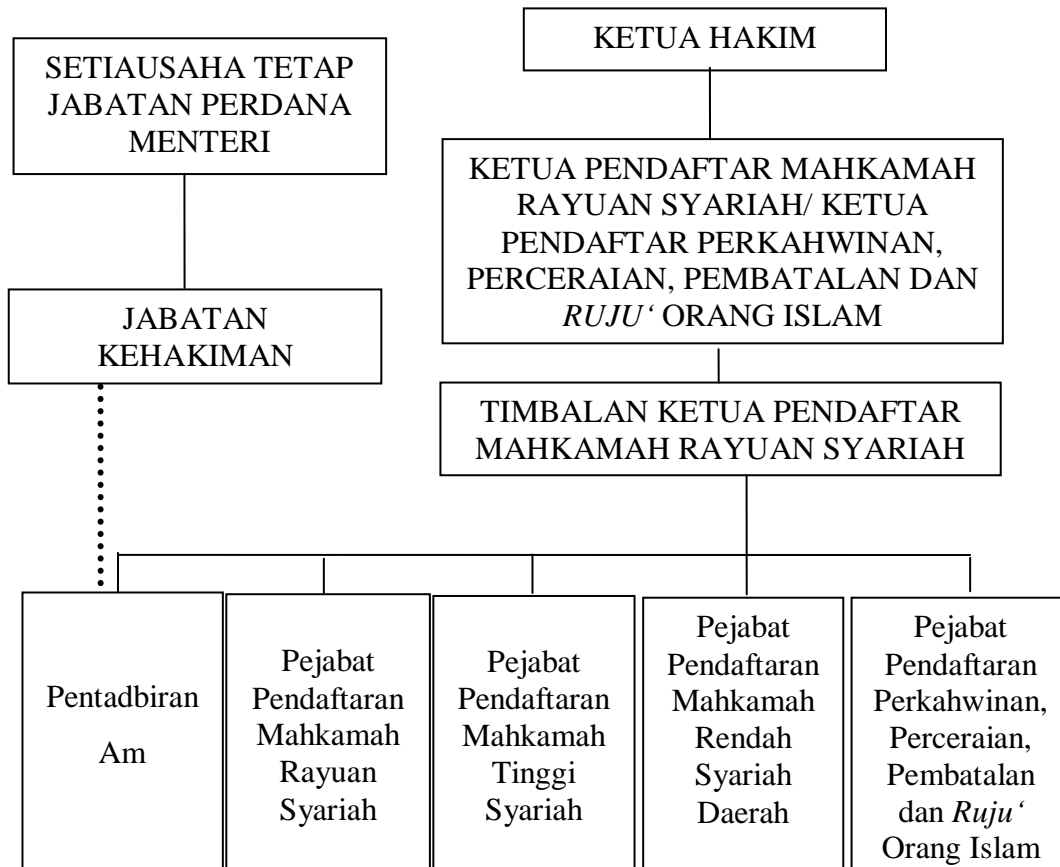 SETIAUSAHA TETAP
JABATAN PERDANA
MENTERI
KETUA HAKIM
KETUA PENDAFTAR MAHKAMAH
RAYUAN SYARIAH/ KETUA
PENDAFTAR PERKAHWINAN,
PERCERAIAN, PEMBATALAN DAN
RUJU‘ ORANG ISLAM
JABATAN
KEHAKIMAN
TIMBALAN KETUA PENDAFTAR
MAHKAMAH RAYUAN SYARIAH
Pentadbiran
Am
Pejabat
Pendaftaran
Mahkamah
Rayuan
Syariah
Pejabat
Pendaftaran
Mahkamah
Tinggi
Syariah
Pejabat
Pendaftaran
Mahkamah
Rendah
Syariah
Daerah
Pejabat
Pendaftaran
Perkahwinan,
Perceraian,
Pembatalan
dan Ruju‘
Orang Islam